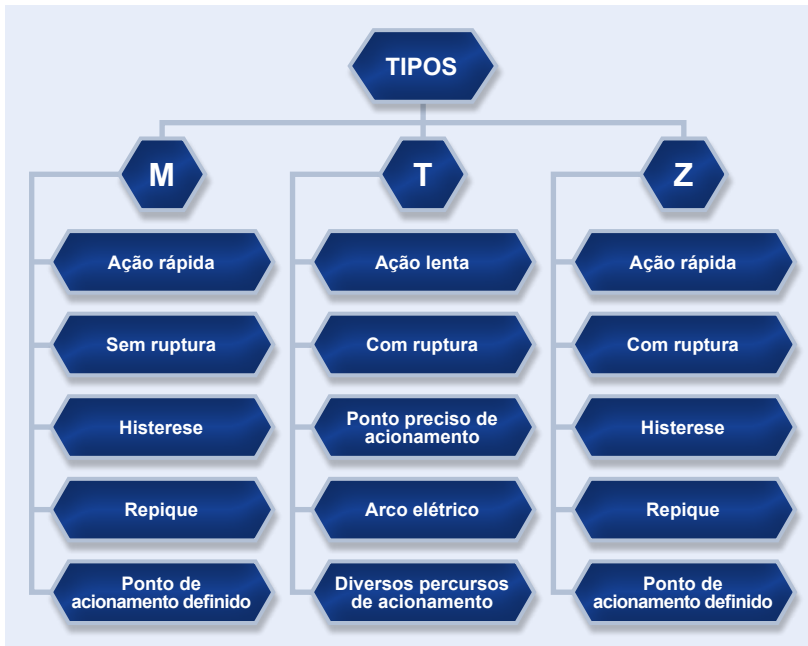 TIPOS
M
Ação rápida
Sem ruptura
Histerese
Repique
Ponto de
acionamento definido
T
Ação lenta
Com ruptura
Ponto preciso de
acionamento
Arco elétrico
Diversos percursos
de acionamento
Z
Ação rápida
Com ruptura
Histerese
Repique
Ponto de
acionamento definido